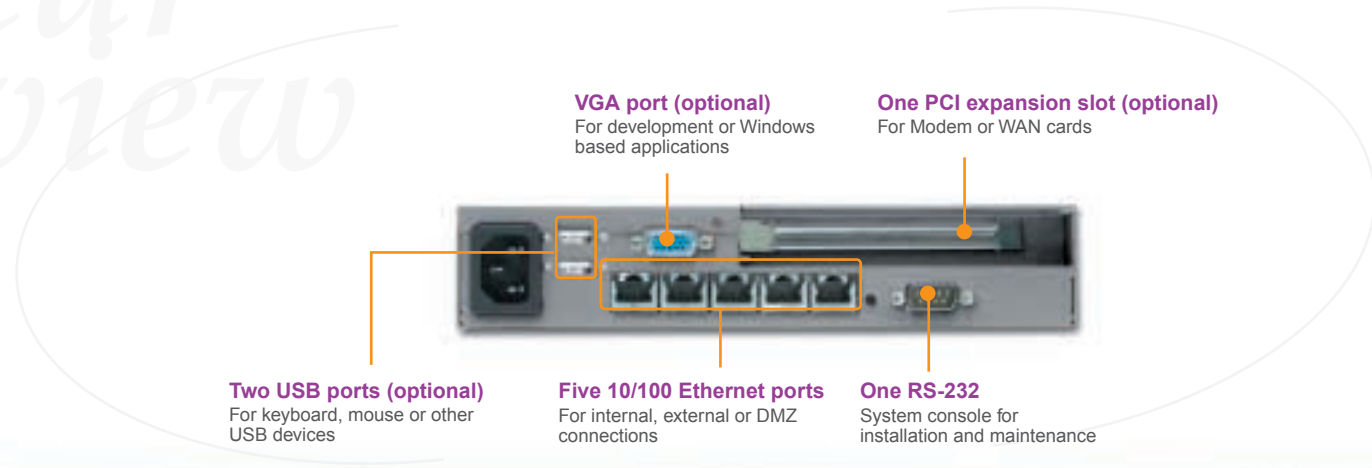 view
VGA port (optional)
For development or Windows
based applications
One PCI expansion slot (optional)
For Modem or WAN cards
Two USB ports (optional)
For keyboard, mouse or other
USB devices
Five 10/100 Ethernet ports
For internal, external or DMZ
connections
One RS-232
System console for
installation and maintenance